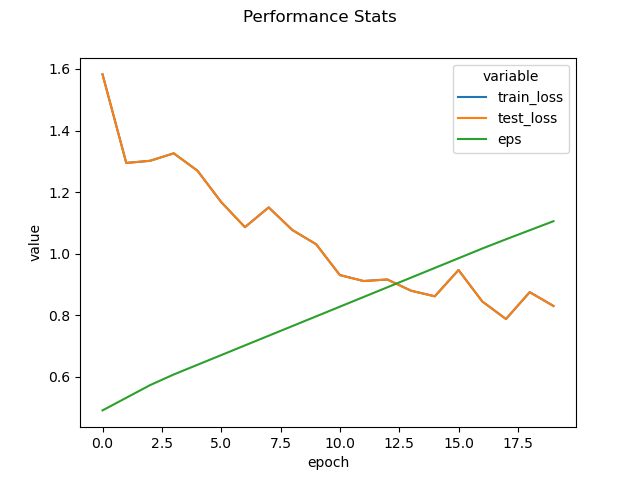 Performance Stats
1.6
1.4
1.2
1.0
0.8
0.6
value
variable
train_loss
test_loss
eps
0.0 2.5 5.0 7.5 10.0 12.5 15.0 17.5
epoch